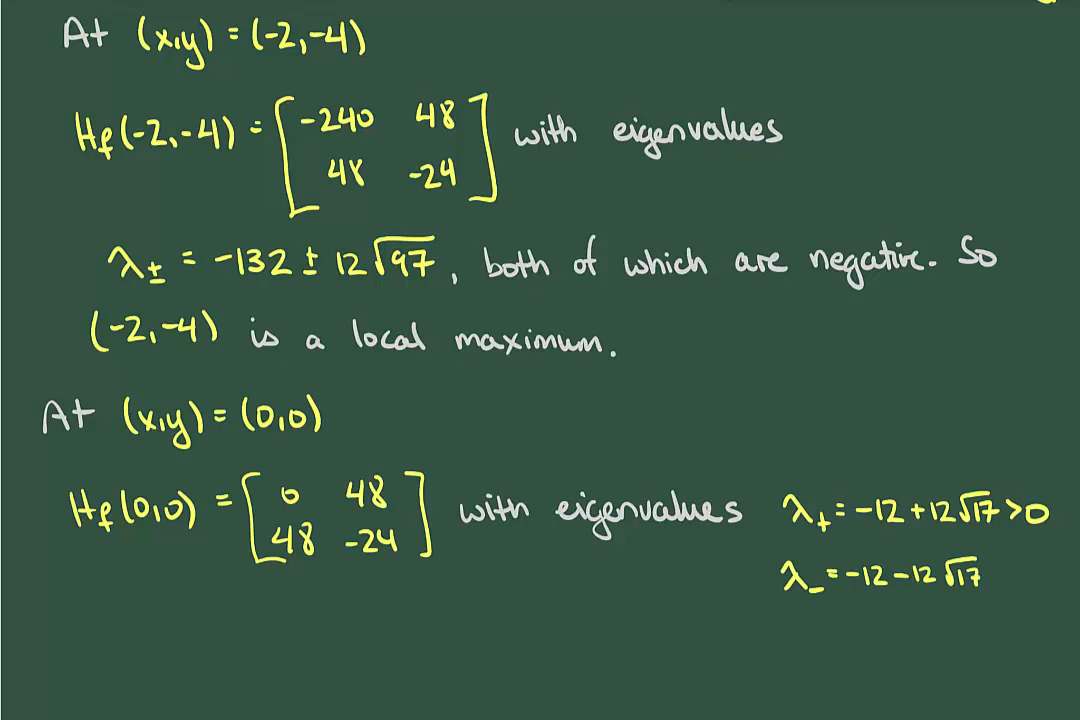 At (x,y) = (-2,-4)
Hf(-2,-4) = [ -240 48
48 -24 ] with eigenvalues
λ± = -132 ± 12√97, both of which are negative. So
(-2,-4) is a local maximum.
At (x,y) = (0,0)
Hf(0,0) = [ 0 48
48 -24 ] with eigenvalues λ+ = -12 + 12√17 > 0
λ- = -12 - 12√17